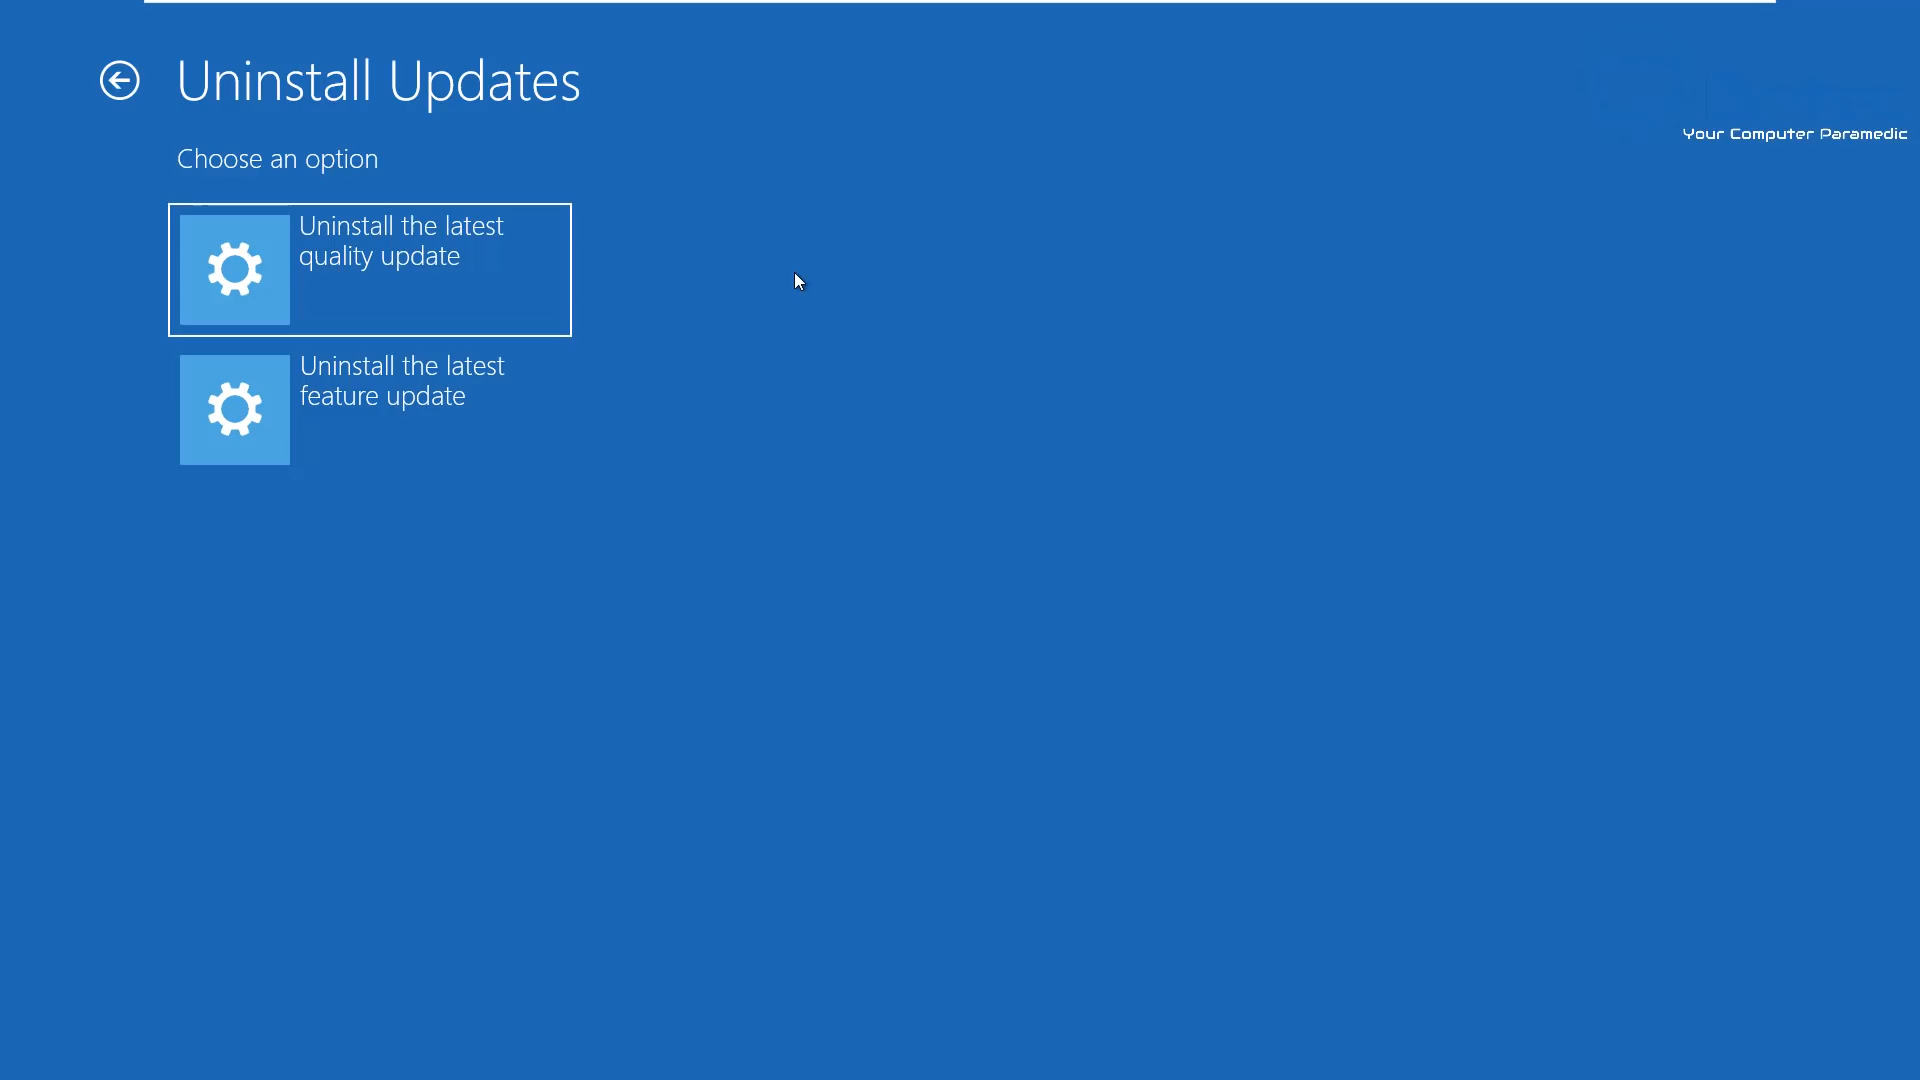 Uninstall Updates
Your Computer Paramedic
Choose an option
Uninstall the latest
quality update
Uninstall the latest
feature update